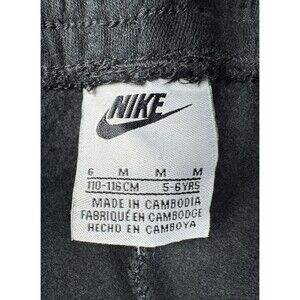 NIKE
6 M M M
110-116CM 5-6YRS
MADE IN CAMBODIA
FABRIQUÉ EN CAMBODGE
HECHO EN CAMBOYA